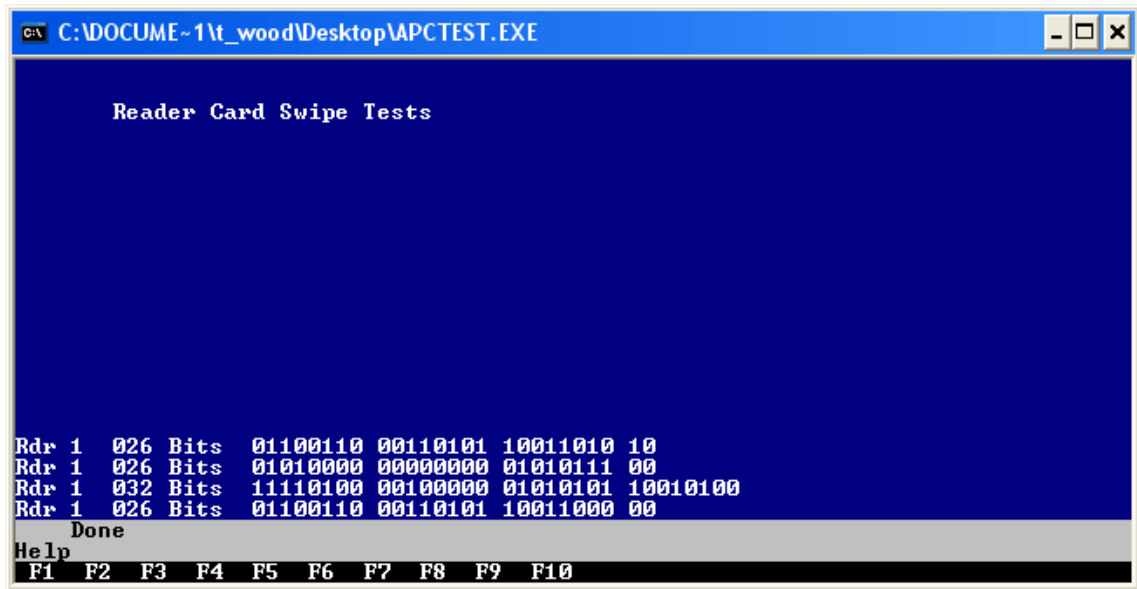 C:\DOCUME~1\t_wood\Desktop\APCTEST.EXE
Reader Card Swipe Tests
Rdr 1 026 Bits 01100110 00110101 10011010 10
Rdr 1 026 Bits 01010000 00000000 01010111 00
Rdr 1 032 Bits 11110100 00100000 01010101 10010100
Rdr 1 026 Bits 01100110 00110101 10011000 00
Done
Help
F1 F2 F3 F4 F5 F6 F7 F8 F9 F10